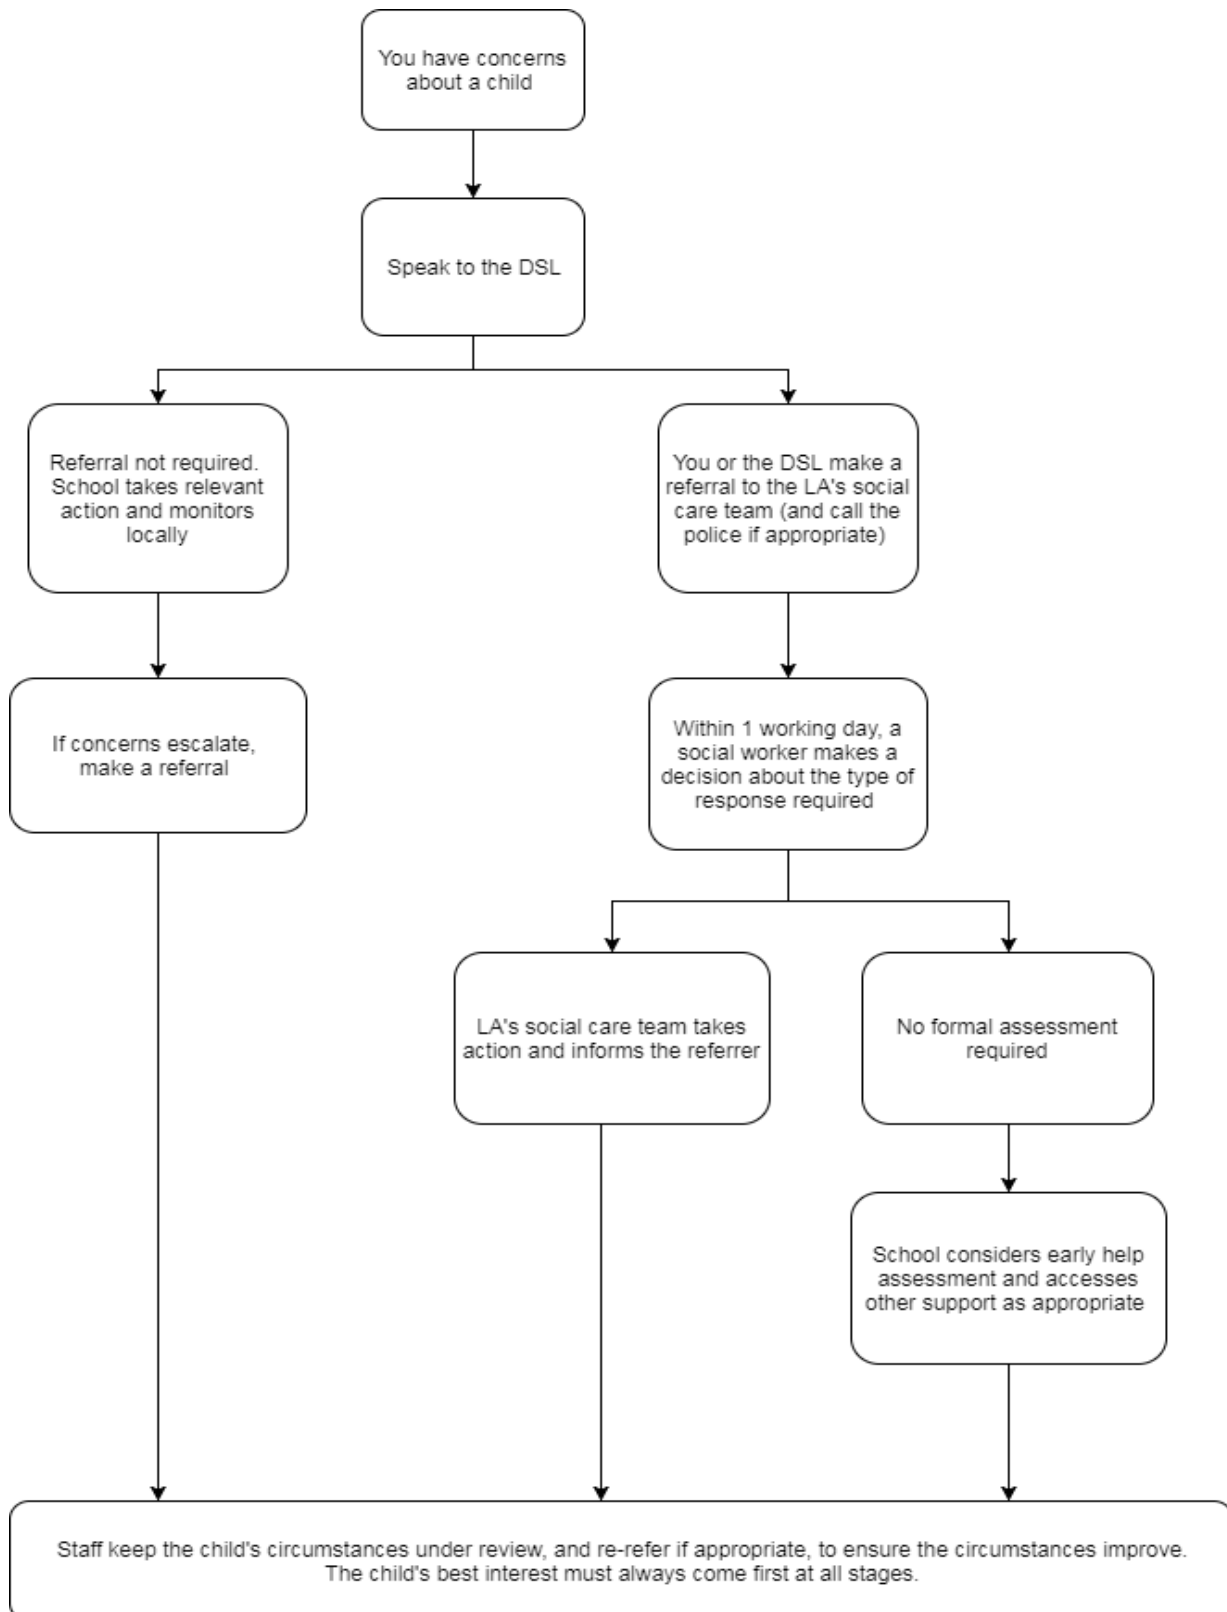 You have concerns
about a child
Speak to the DSL
Referral not required.
School takes relevant
action and monitors
locally
You or the DSL make a
referral to the LA's social
care team (and call the
police if appropriate)
If concerns escalate,
make a referral
Within 1 working day, a
social worker makes a
decision about the type of
response required
LA's social care team takes
action and informs the referrer
No formal assessment
required
School considers early help
assessment and accesses
other support as appropriate
Staff keep the child's circumstances under review, and re-refer if appropriate, to ensure the circumstances improve.
The child's best interest must always come first at all stages.